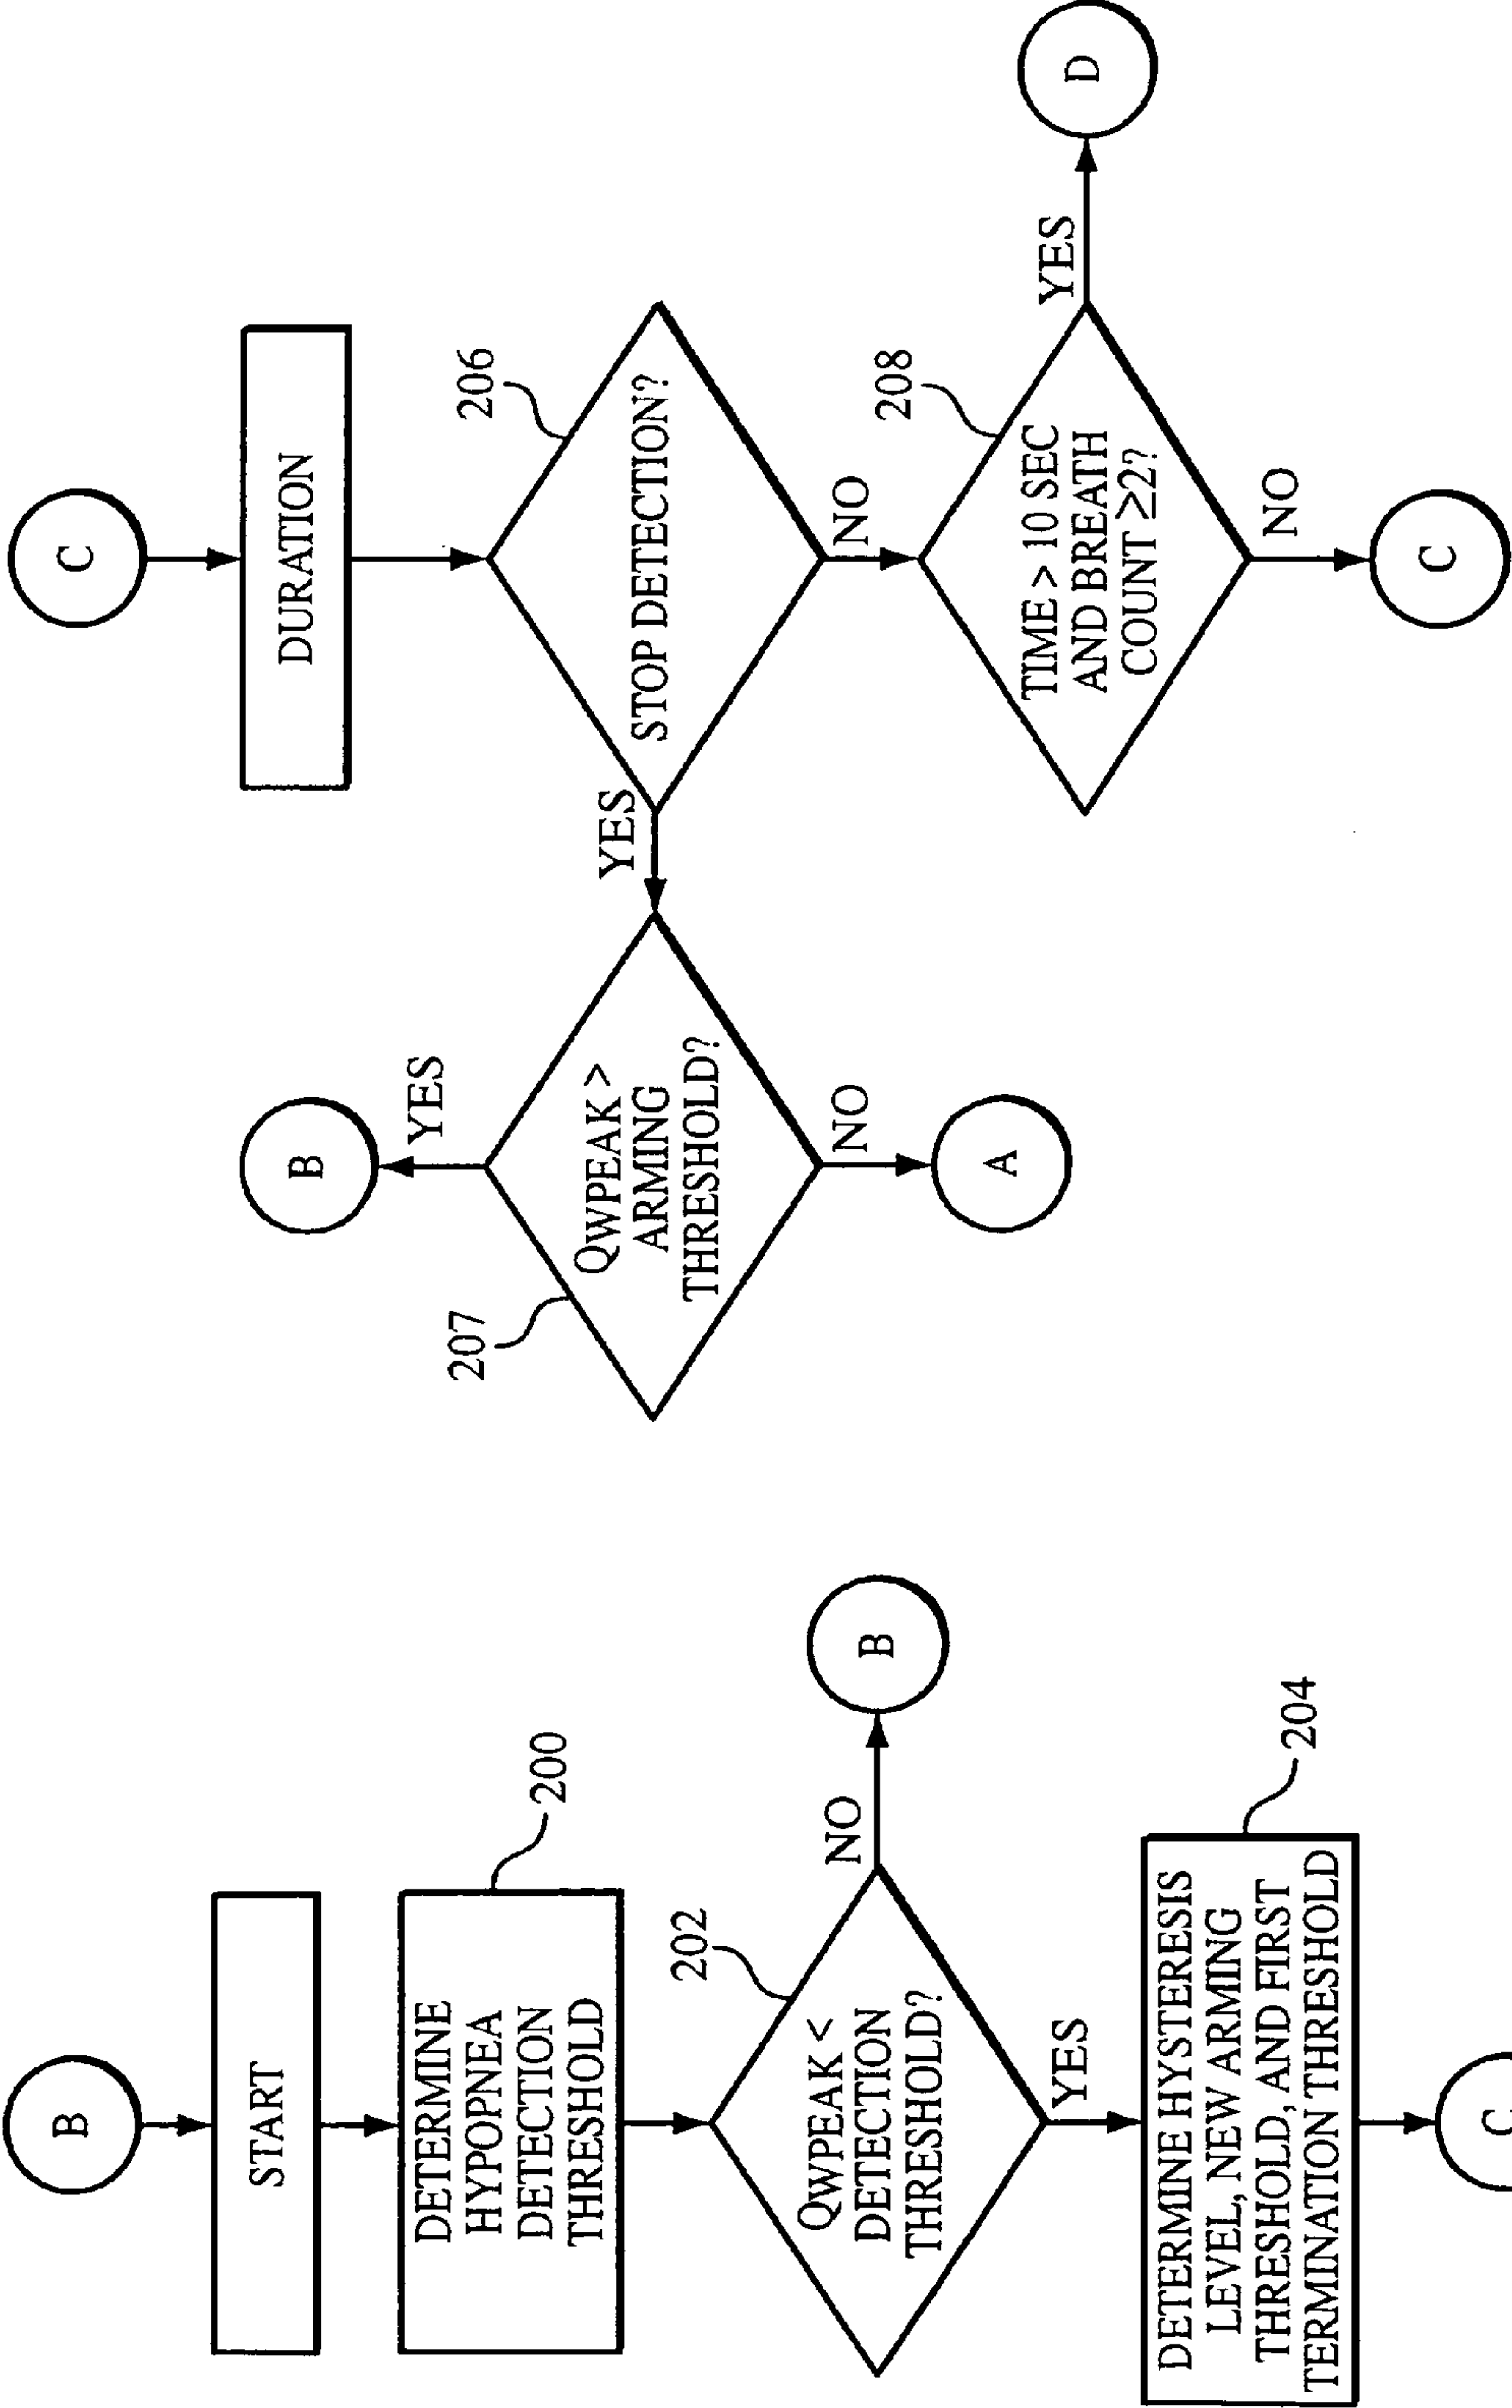 B
START
DETERMINE
HYPOPNEA
DETECTION
THRESHOLD
200
202
QWPEAK <
DETECTION
THRESHOLD?
NO
B
YES
DETERMINE HYSTERESIS
LEVEL, NEW ARMING
THRESHOLD, AND FIRST
TERMINATION THRESHOLD
204
C
C
DURATION
206
STOP DETECTION?
YES
NO
B
YES
207
QWPEAK >
ARMING
THRESHOLD?
NO
A
208
TIME > 10 SEC
AND BREATH
COUNT ≥2?
YES
D
NO
C